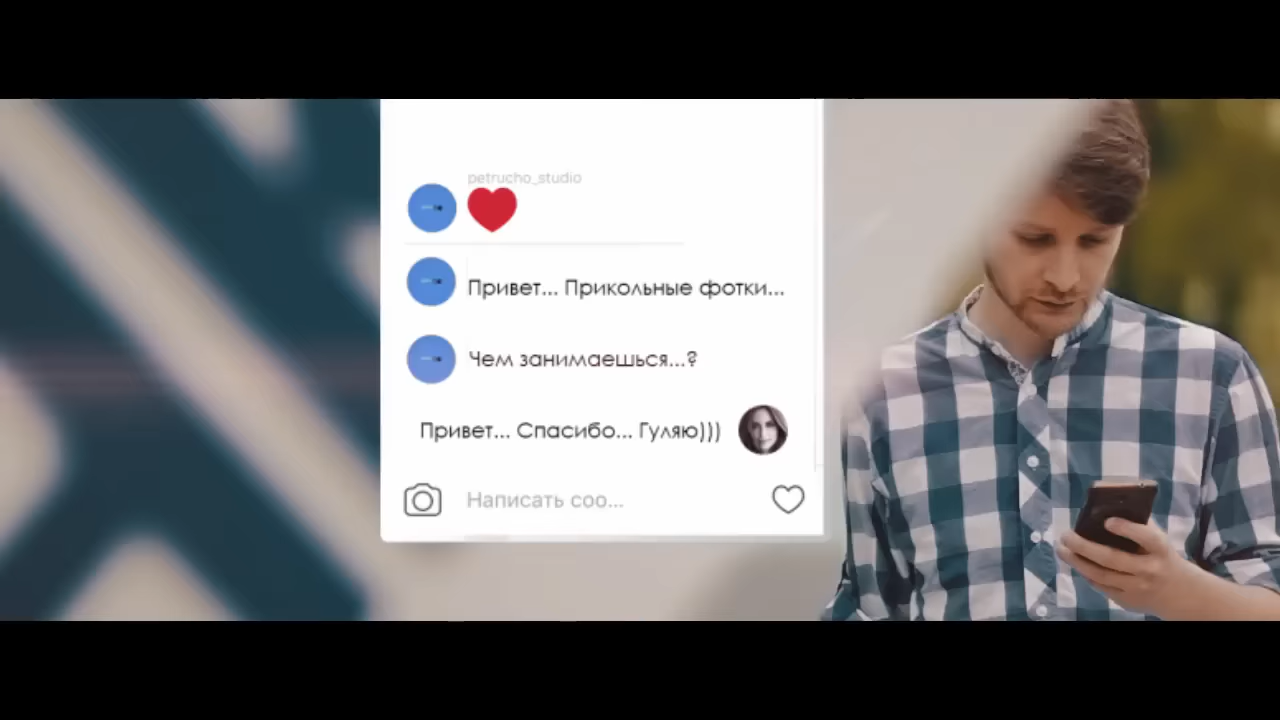 petrucho_studio
Привет... Прикольные фотки...
Чем занимаешься...?
Привет... Спасибо... Гуляю)))
Написать соо...